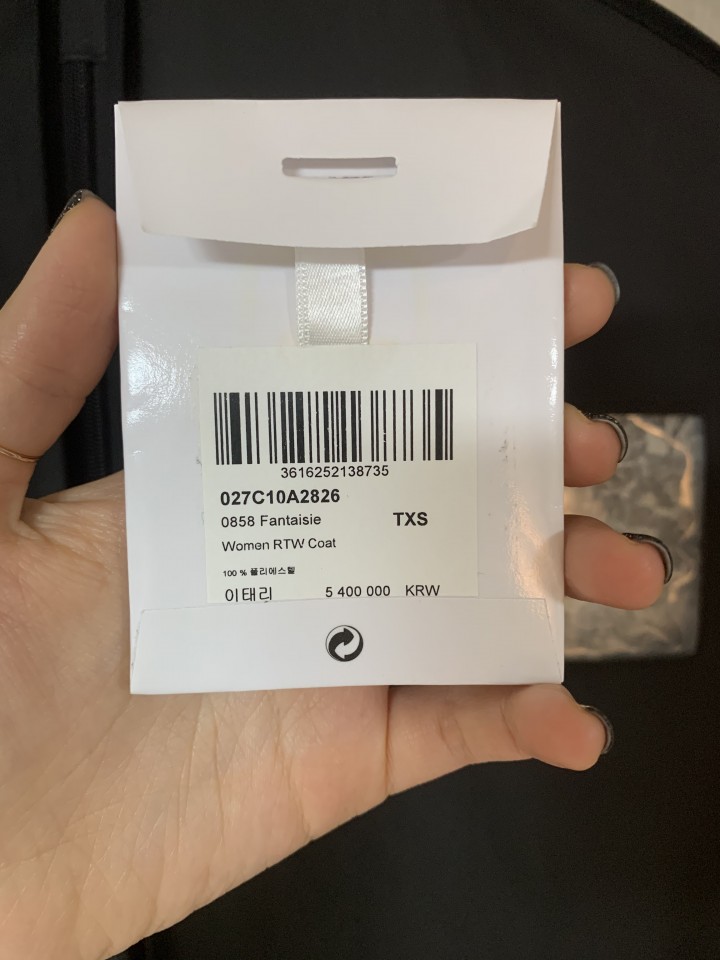 3616252138735
027C10A2826
0858 Fantaisie TXS
Women RTW Coat
100 % 폴리에스텔
이태리 5 400 000 KRW